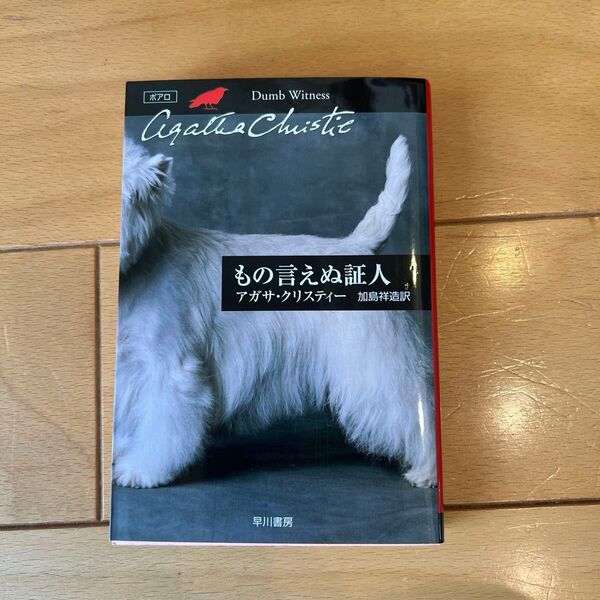 ポアロ
Dumb Witness
Agatha Christie
もの言えぬ証人
アガサ・クリスティー 加島祥造訳
早川書房